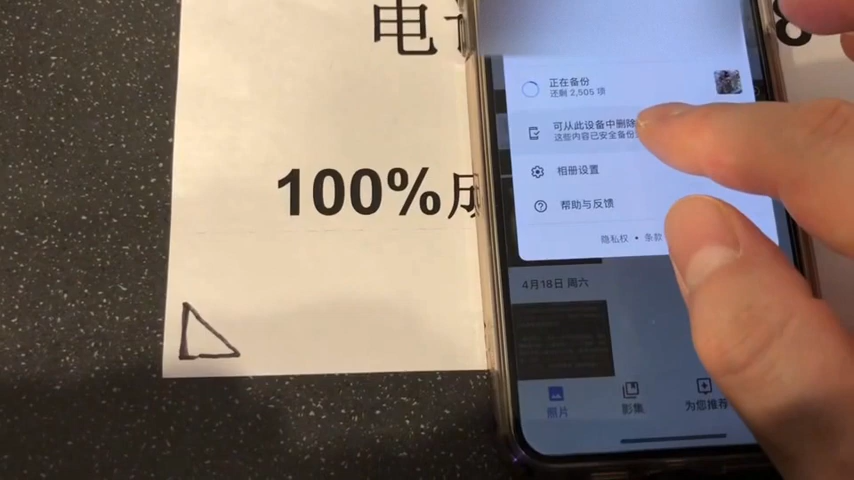 电
8
正在备份
还剩 2,505 项
可从此设备中删除
这些内容已安全备份
100%成
相册设置
帮助与反馈
隐私权 • 条款
4月18日 周六
照片
影集
为您推荐